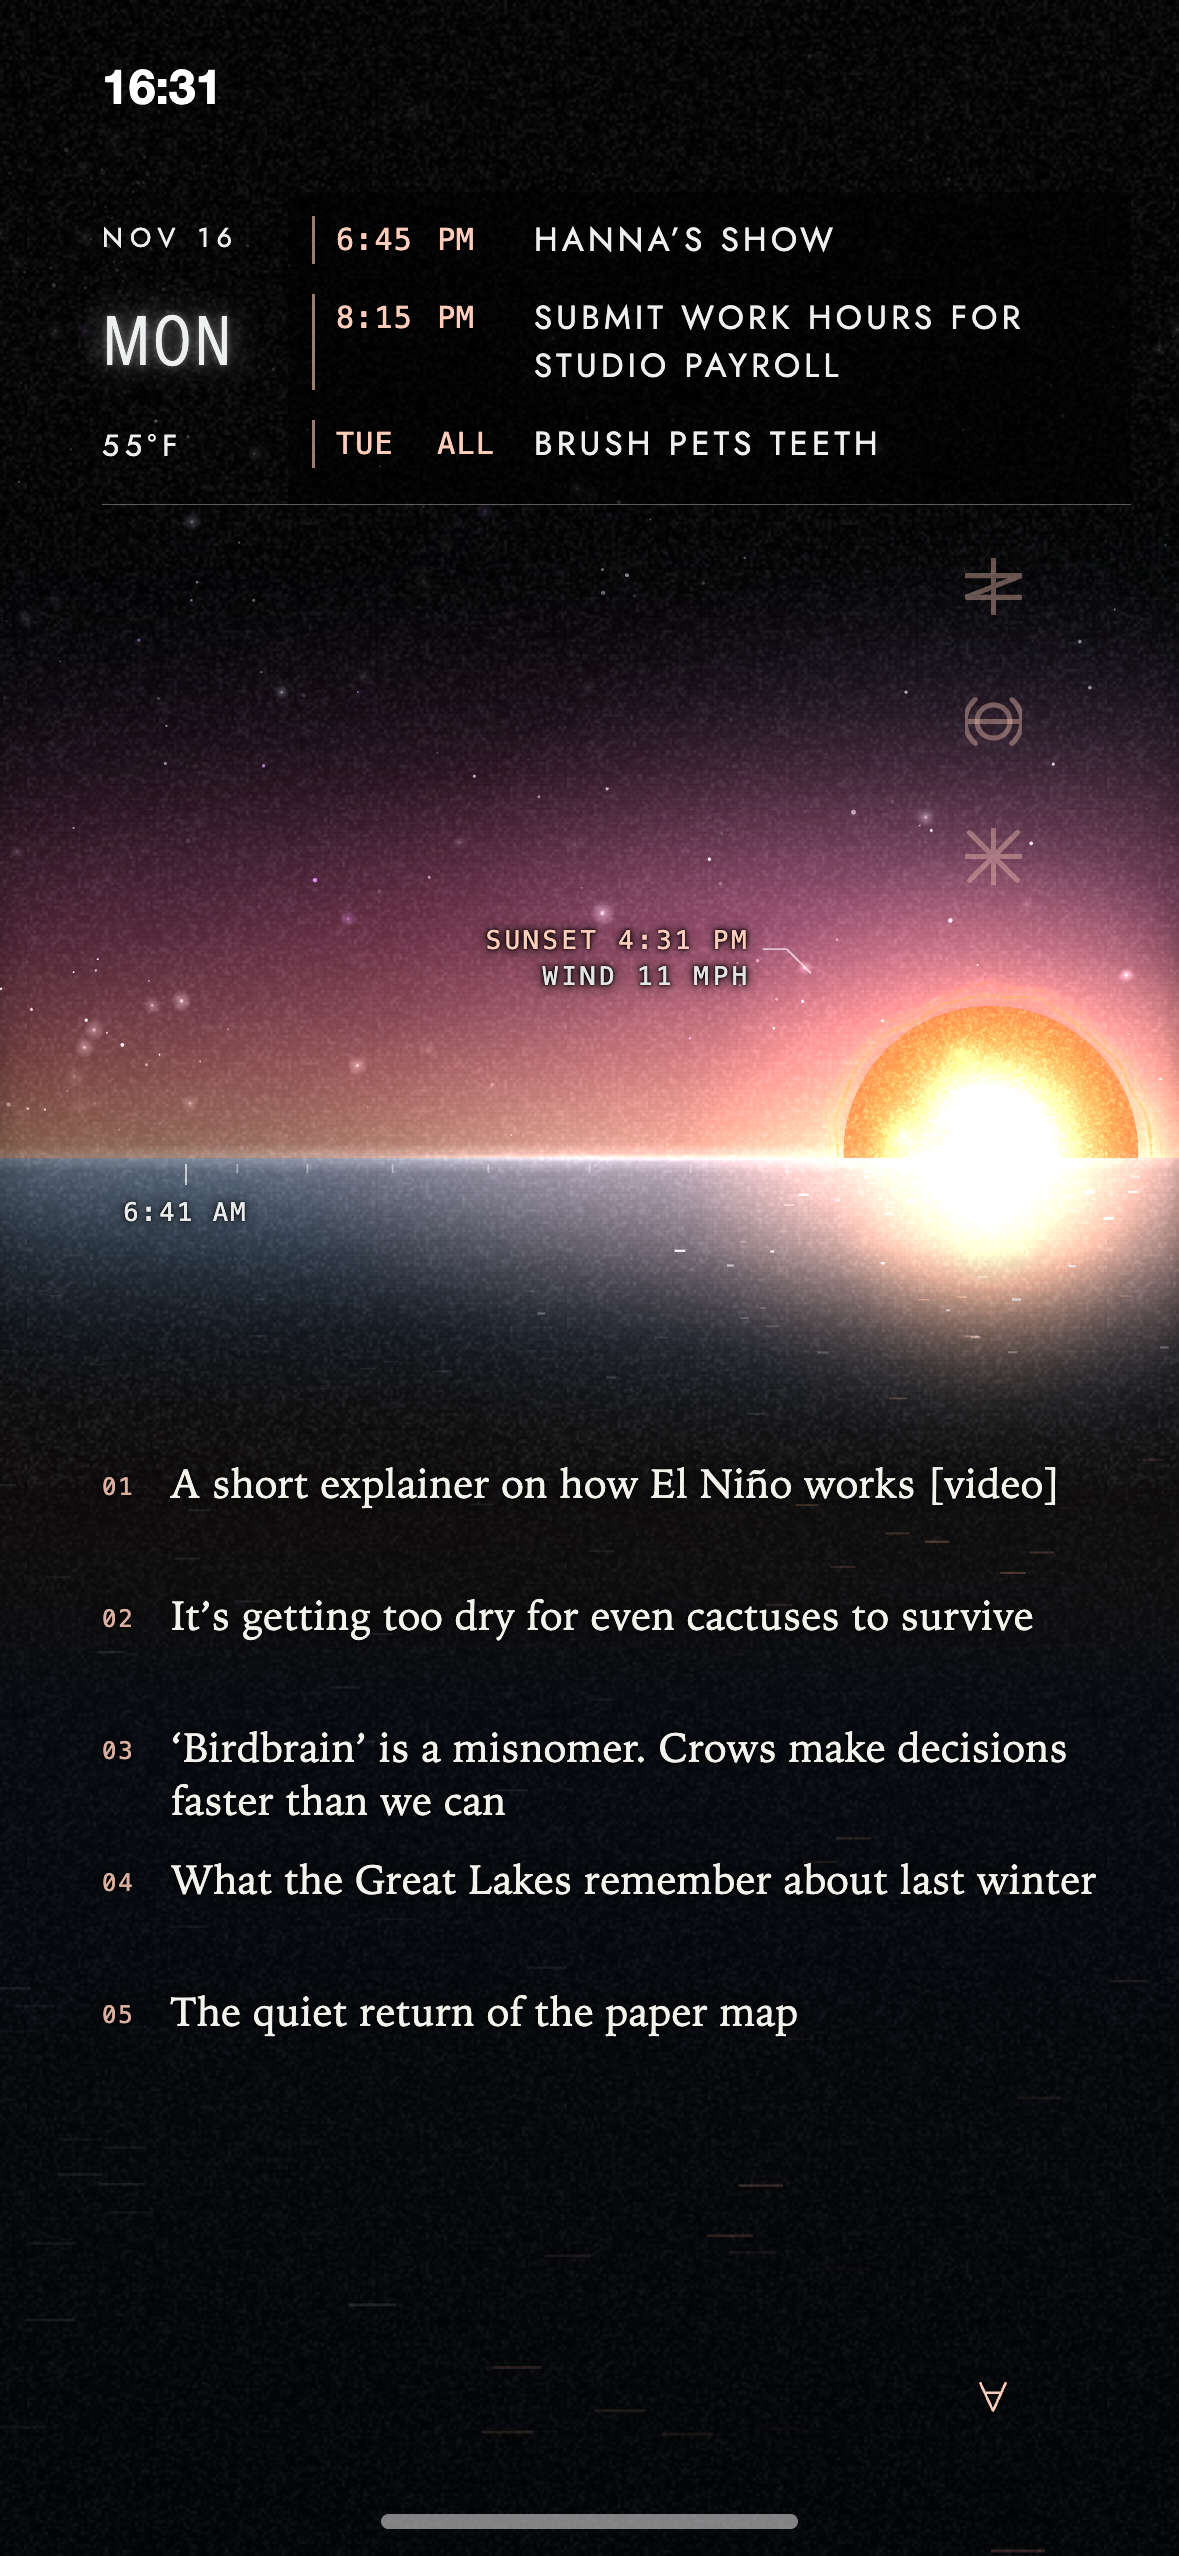 16:31
NOV 16
MON
55°F
6:45 PM HANNA’S SHOW
8:15 PM SUBMIT WORK HOURS FOR
STUDIO PAYROLL
TUE ALL BRUSH PETS TEETH
SUNSET 4:31 PM
WIND 11 MPH
6:41 AM
01 A short explainer on how El Niño works [video]
02 It’s getting too dry for even cactuses to survive
03 ‘Birdbrain’ is a misnomer. Crows make decisions
faster than we can
04 What the Great Lakes remember about last winter
05 The quiet return of the paper map